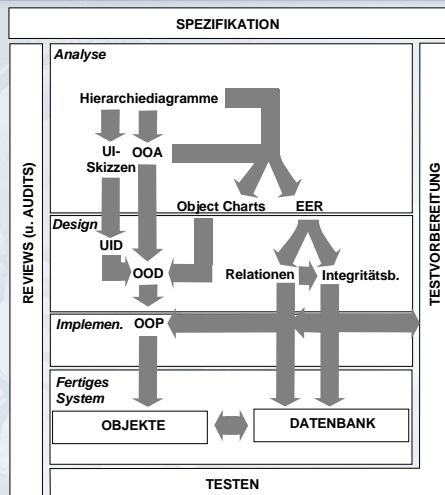 SPEZIFIKATION
REVIEWS (u. AUDITS)
Analyse
Hierarchiediagramme
UI-
Skizzen
OOA
Object Charts
EER
Design
UID
OOD
Relationen
Integritätsb.
Implemen.
OOP
Fertiges
System
OBJEKTE
DATENBANK
TESTVORBEREITUNG
TESTEN